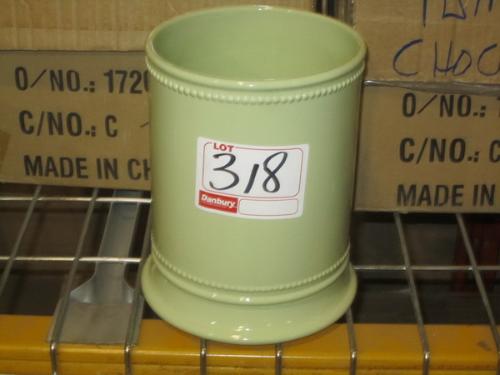 CHOC
O/NO.: 172
C/NO.: C
MADE IN CH
LOT
318
Danbury
O/NO.:
C/NO.: C
MADE IN